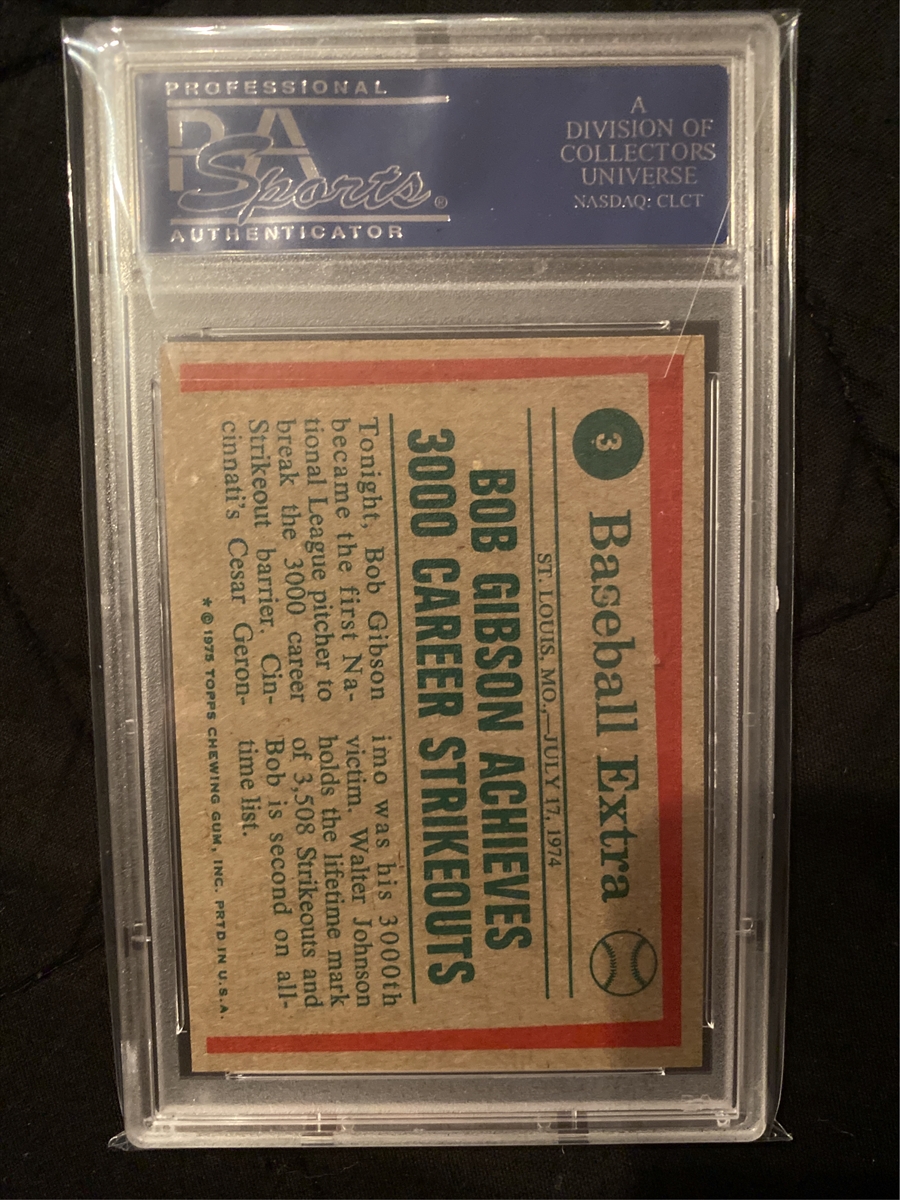 PROFESSIONAL
PSA
Sports®
AUTHENTICATOR
A
DIVISION OF
COLLECTORS
UNIVERSE
NASDAQ: CLCT
3
Baseball Extra
ST. LOUIS, MO.,—JULY 17, 1974
BOB GIBSON ACHIEVES
3000 CAREER STRIKEOUTS
Tonight, Bob Gibson
became the first Na-
tional League pitcher to
break the 3000 career
Strikeout barrier. Cin-
cinnati's Cesar Geron-
imo was his 3000th
victim. Walter Johnson
holds the lifetime mark
of 3,508 Strikeouts and
Bob is second on all-
time list.
*©1975 TOPPS CHEWING GUM, INC. PRTD IN U.S.A.